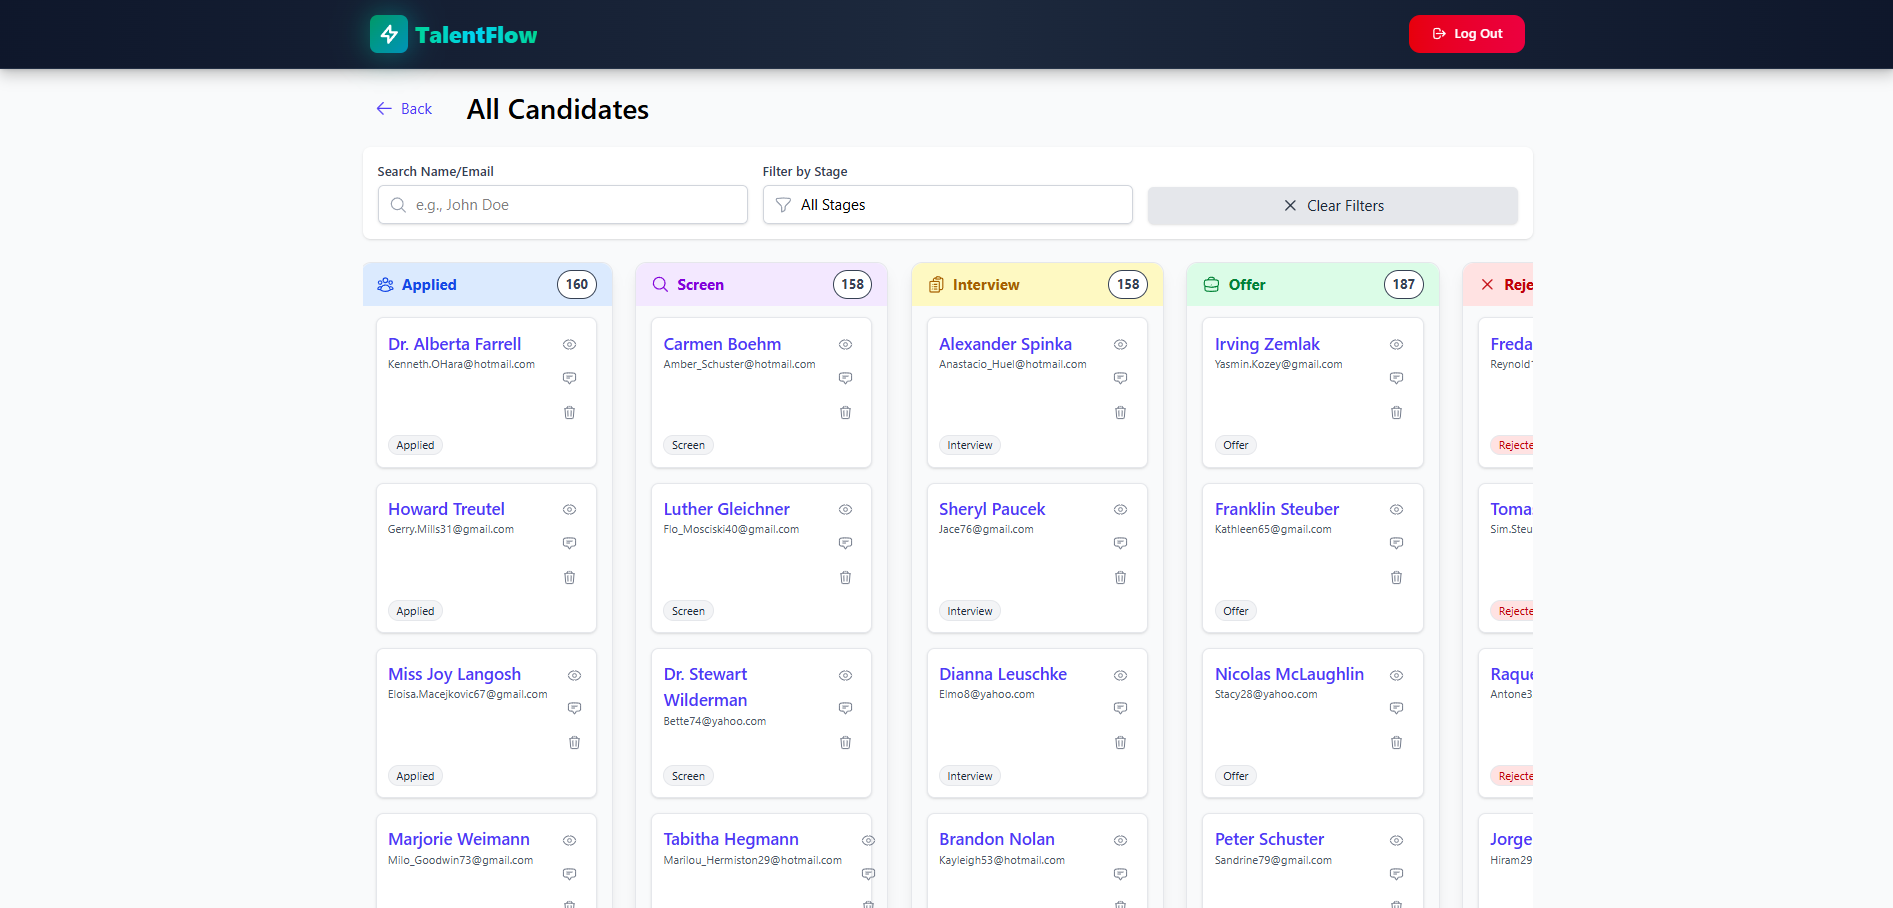 TalentFlow
Log Out
Back
All Candidates
Search Name/Email
Filter by Stage
e.g., John Doe
All Stages
Clear Filters
Applied
160
Dr. Alberta Farrell
Kenneth.OHara@hotmail.com
Applied
Howard Treutel
Gerry.Mills31@gmail.com
Applied
Miss Joy Langosh
Eloisa.Macejkovic67@gmail.com
Applied
Marjorie Weimann
Milo_Goodwin73@gmail.com
Screen
158
Carmen Boehm
Amber_Schuster@hotmail.com
Screen
Luther Gleichner
Flo_Mosciski40@gmail.com
Screen
Dr. Stewart
Wilderman
Bette74@yahoo.com
Screen
Tabitha Hegmann
Marilou_Hermiston29@hotmail.com
Interview
158
Alexander Spinka
Anastacio_Huel@hotmail.com
Interview
Sheryl Paucek
Jace76@gmail.com
Interview
Dianna Leuschke
Elmo8@yahoo.com
Interview
Brandon Nolan
Kayleigh53@hotmail.com
Offer
187
Irving Zemlak
Yasmin.Kozey@gmail.com
Offer
Franklin Steuber
Kathleen65@gmail.com
Offer
Nicolas McLaughlin
Stacy28@yahoo.com
Offer
Peter Schuster
Sandrine79@gmail.com
Reje
Freda
Reynold
Rejecte
Toma
Sim.Steu
Rejecte
Raque
Antone3
Rejecte
Jorge
Hiram29